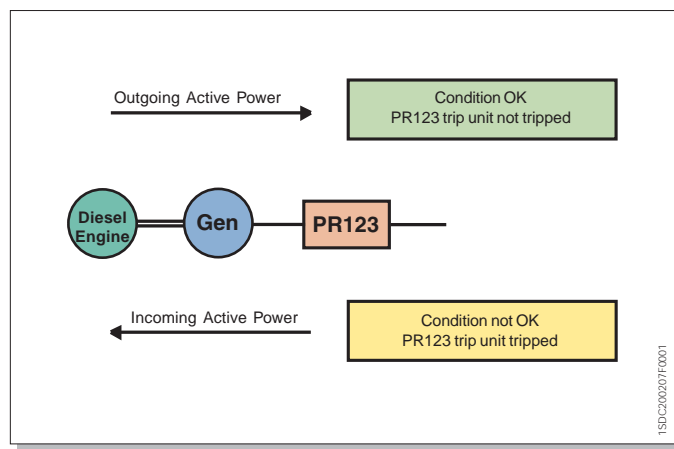 Outgoing Active Power
Condition OK
PR123 trip unit not tripped
Diesel
Engine
Gen
PR123
Incoming Active Power
Condition not OK
PR123 trip unit tripped
1SDC200207F0001